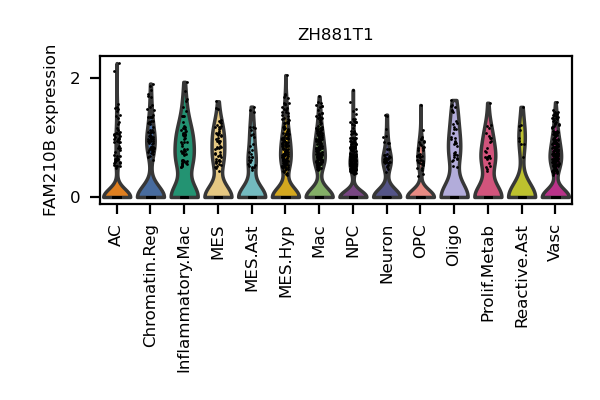 ZH881T1
FAM210B expression
2
0
AC
Chromatin.Reg
Inflammatory.Mac
MES
MES.Ast
MES.Hyp
Mac
NPC
Neuron
OPC
Oligo
Prolif.Metab
Reactive.Ast
Vasc